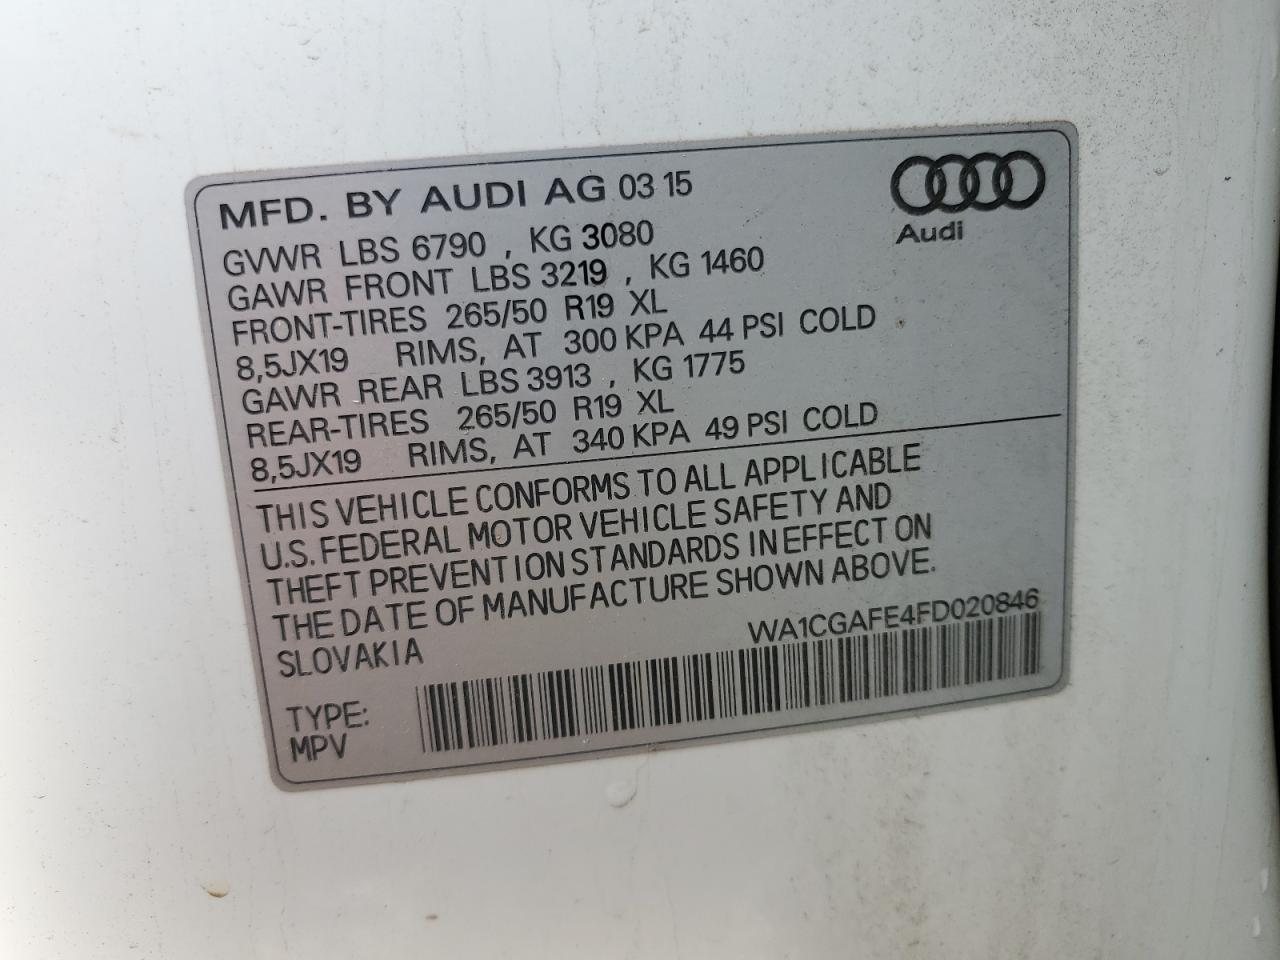 MFD. BY AUDI AG 03 15
Audi
GVWR LBS 6790 , KG 3080
GAWR FRONT LBS 3219 , KG 1460
FRONT-TIRES 265/50 R19 XL
8,5JX19 RIMS, AT 300 KPA 44 PSI COLD
GAWR REAR LBS 3913 , KG 1775
REAR-TIRES 265/50 R19 XL
8,5JX19 RIMS, AT 340 KPA 49 PSI COLD
THIS VEHICLE CONFORMS TO ALL APPLICABLE
U.S. FEDERAL MOTOR VEHICLE SAFETY AND
THEFT PREVENTION STANDARDS IN EFFECT ON
THE DATE OF MANUFACTURE SHOWN ABOVE.
SLOVAKIA
WA1CGAFE4FD020846
TYPE:
MPV